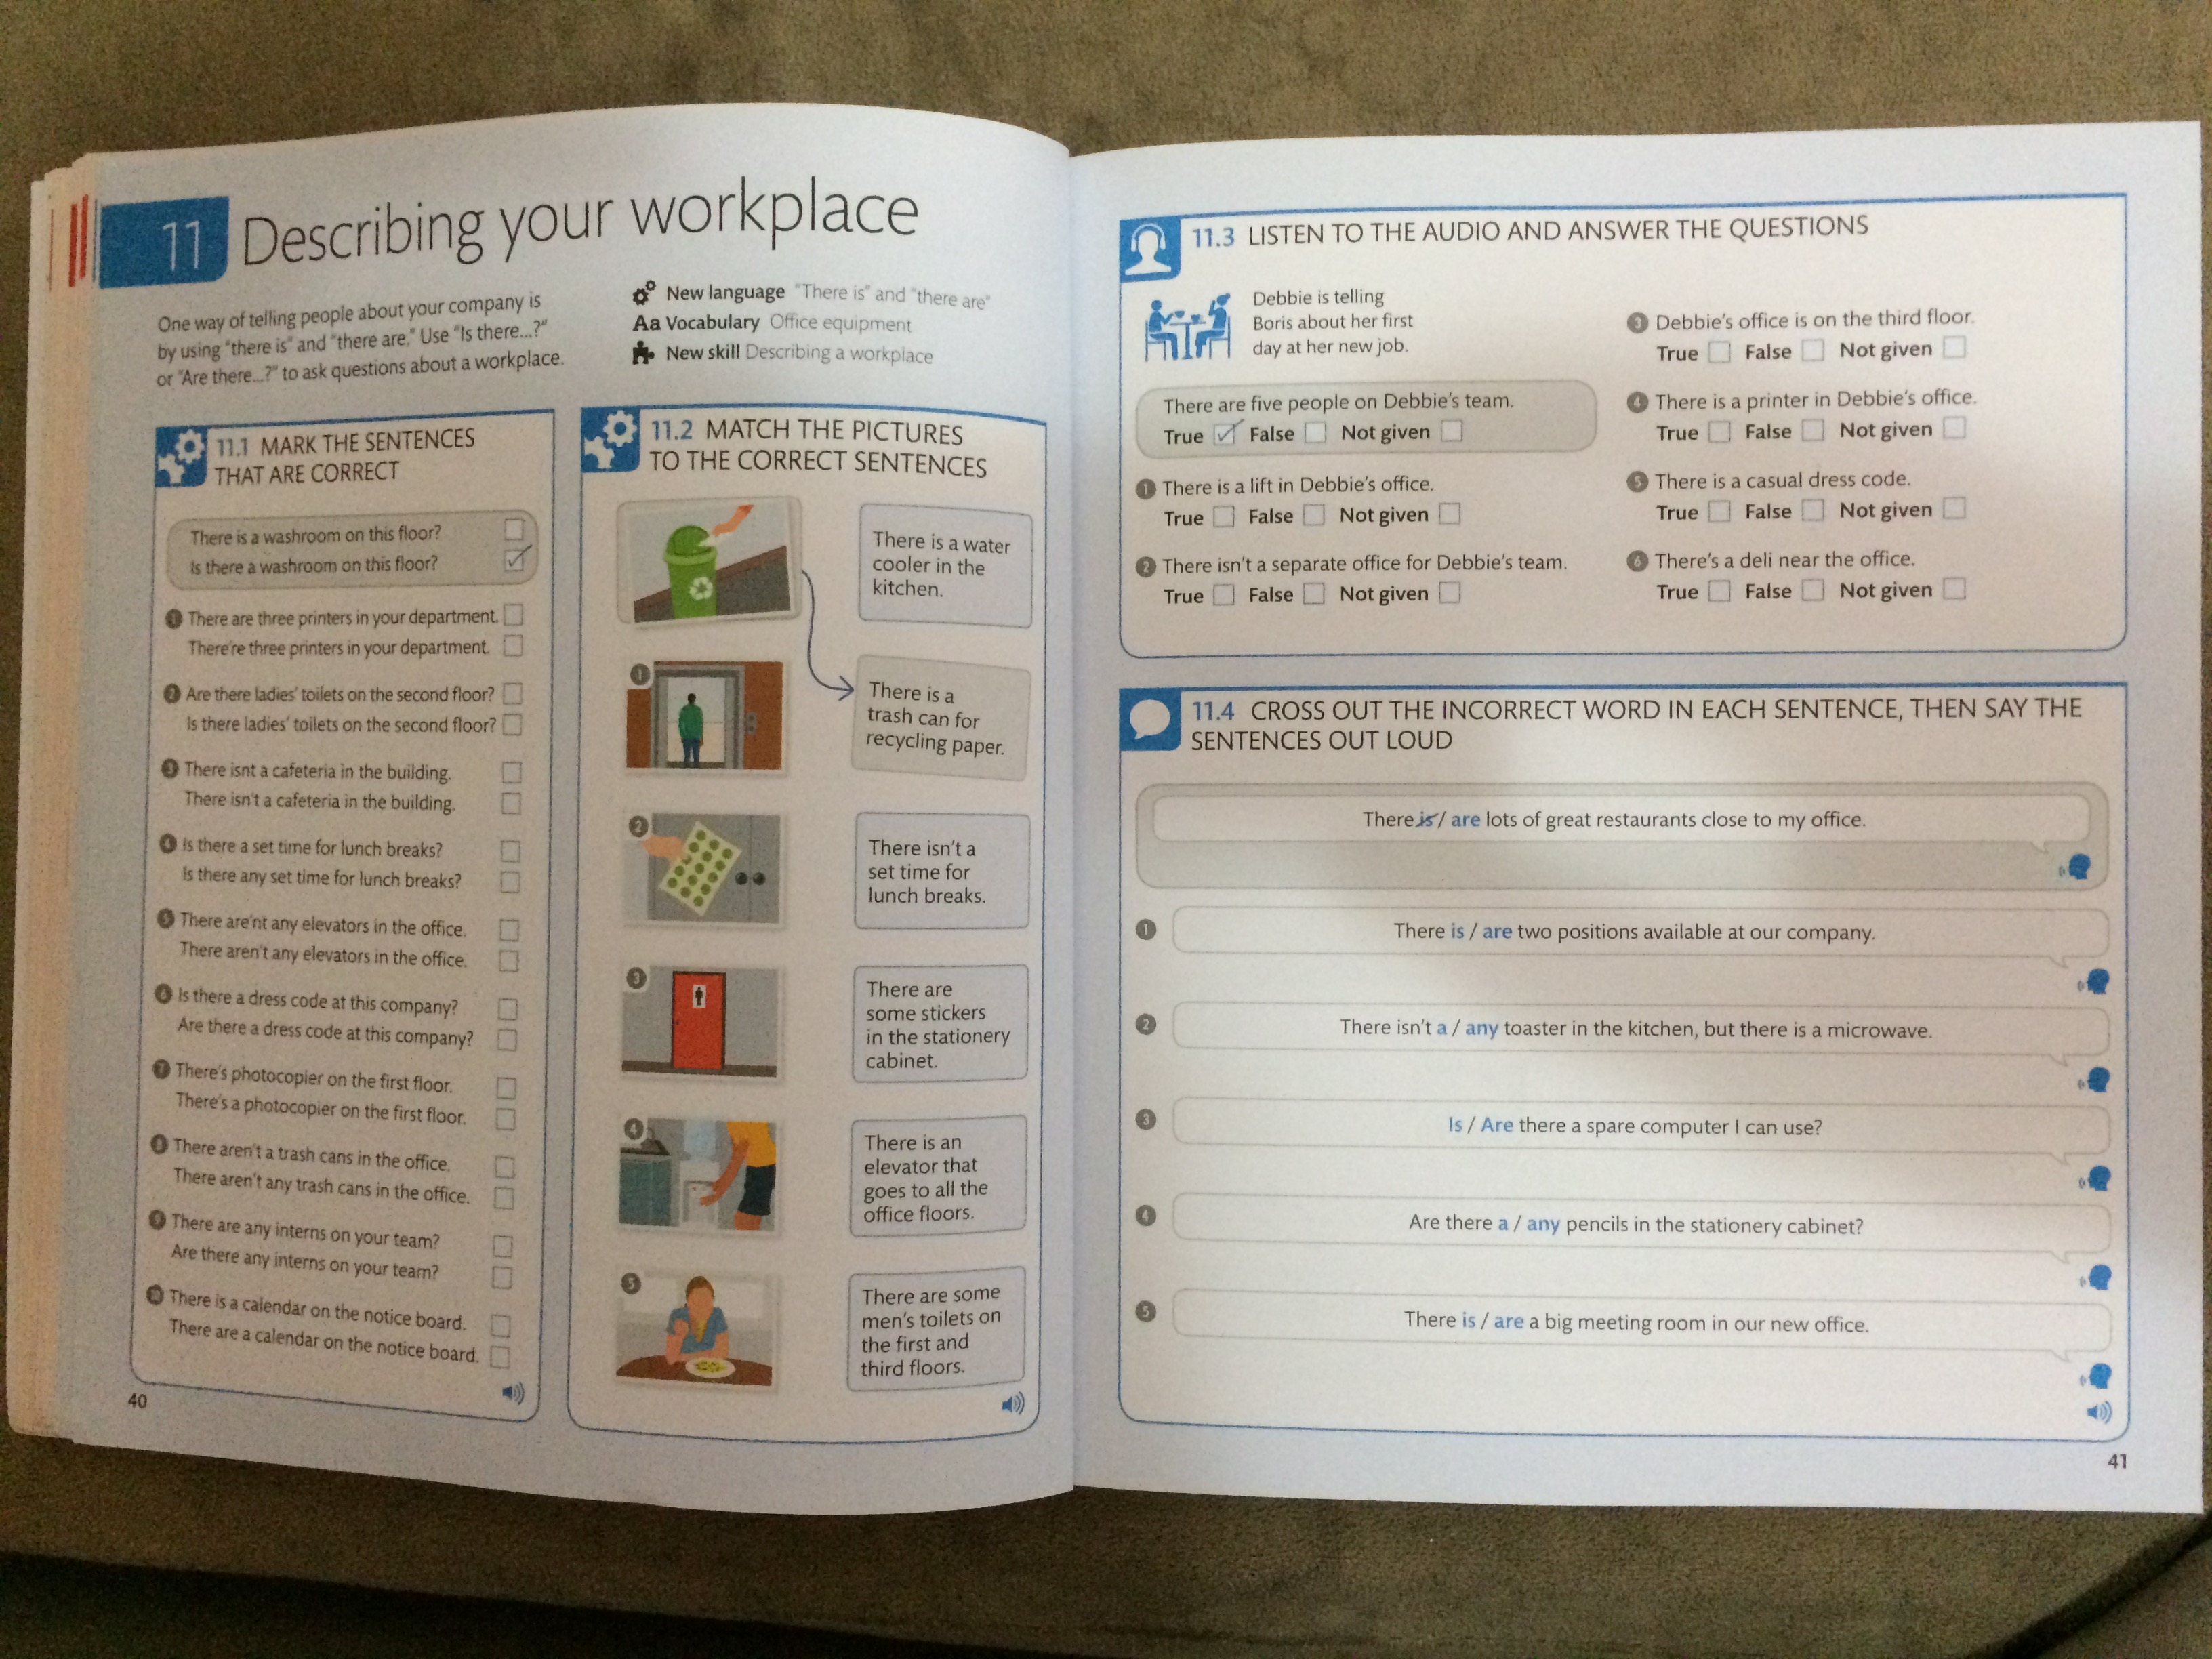 11 Describing your workplace
One way of telling people about your company is
by using "there is" and "there are." Use "Is there...?"
or "Are there...?" to ask questions about a workplace.
New language "There is" and "there are"
Aa Vocabulary Office equipment
New skill Describing a workplace
11.1 MARK THE SENTENCES
THAT ARE CORRECT
There is a washroom on this floor?
Is there a washroom on this floor?
1 There are three printers in your department.
There're three printers in your department.
2 Are there ladies' toilets on the second floor?
Is there ladies' toilets on the second floor?
3 There isnt a cafeteria in the building.
There isn't a cafeteria in the building.
4 Is there a set time for lunch breaks?
Is there any set time for lunch breaks?
5 There are'nt any elevators in the office.
There aren't any elevators in the office.
6 Is there a dress code at this company?
Are there a dress code at this company?
7 There's photocopier on the first floor.
There's a photocopier on the first floor.
8 There aren't a trash cans in the office.
There aren't any trash cans in the office.
9 There are any interns on your team?
Are there any interns on your team?
10 There is a calendar on the notice board.
There are a calendar on the notice board.
40
11.2 MATCH THE PICTURES
TO THE CORRECT SENTENCES
There is a water
cooler in the
kitchen.
1
There is a
trash can for
recycling paper.
2
There isn't a
set time for
lunch breaks.
3
There are
some stickers
in the stationery
cabinet.
4
There is an
elevator that
goes to all the
office floors.
5
There are some
men's toilets on
the first and
third floors.
11.3 LISTEN TO THE AUDIO AND ANSWER THE QUESTIONS
Debbie is telling
Boris about her first
day at her new job.
There are five people on Debbie's team.
True False Not given
1 There is a lift in Debbie's office.
True False Not given
2 There isn't a separate office for Debbie's team.
True False Not given
3 Debbie's office is on the third floor.
True False Not given
4 There is a printer in Debbie's office.
True False Not given
5 There is a casual dress code.
True False Not given
6 There's a deli near the office.
True False Not given
11.4 CROSS OUT THE INCORRECT WORD IN EACH SENTENCE, THEN SAY THE
SENTENCES OUT LOUD
There is / are lots of great restaurants close to my office.
1 There is / are two positions available at our company.
2 There isn't a / any toaster in the kitchen, but there is a microwave.
3 Is / Are there a spare computer I can use?
4 Are there a / any pencils in the stationery cabinet?
5 There is / are a big meeting room in our new office.
41